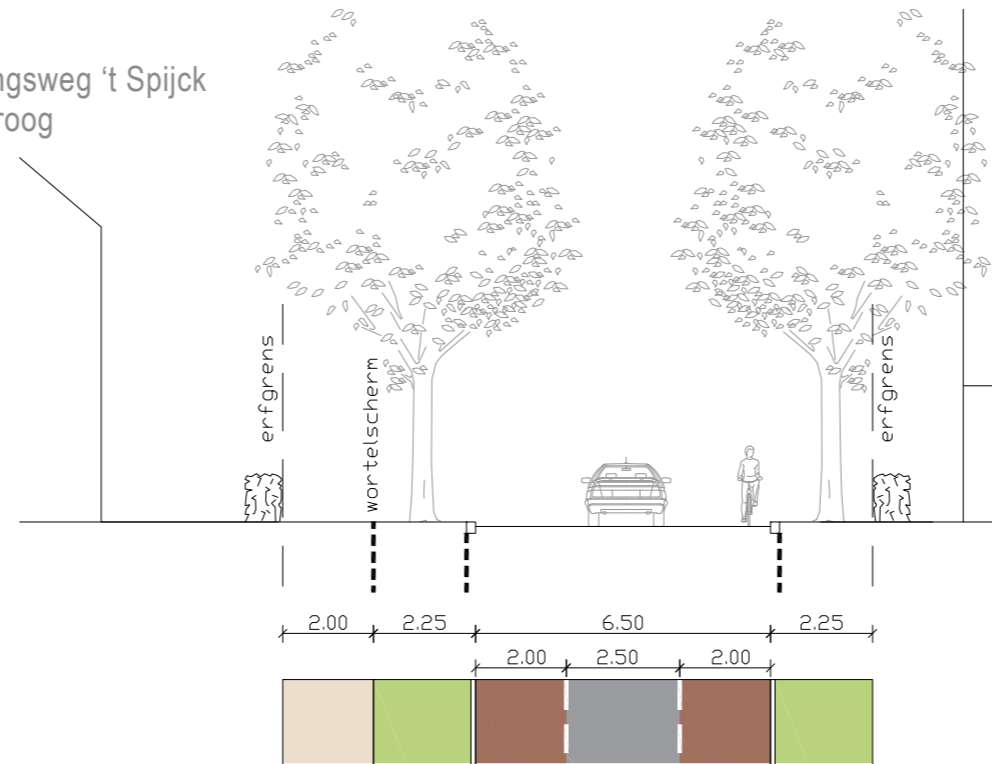 ngsweg ‘t Spijck
roog
erfgrens
wortelscherm
erfgrens
2.00 2.25 6.50 2.25
2.00 2.50 2.00